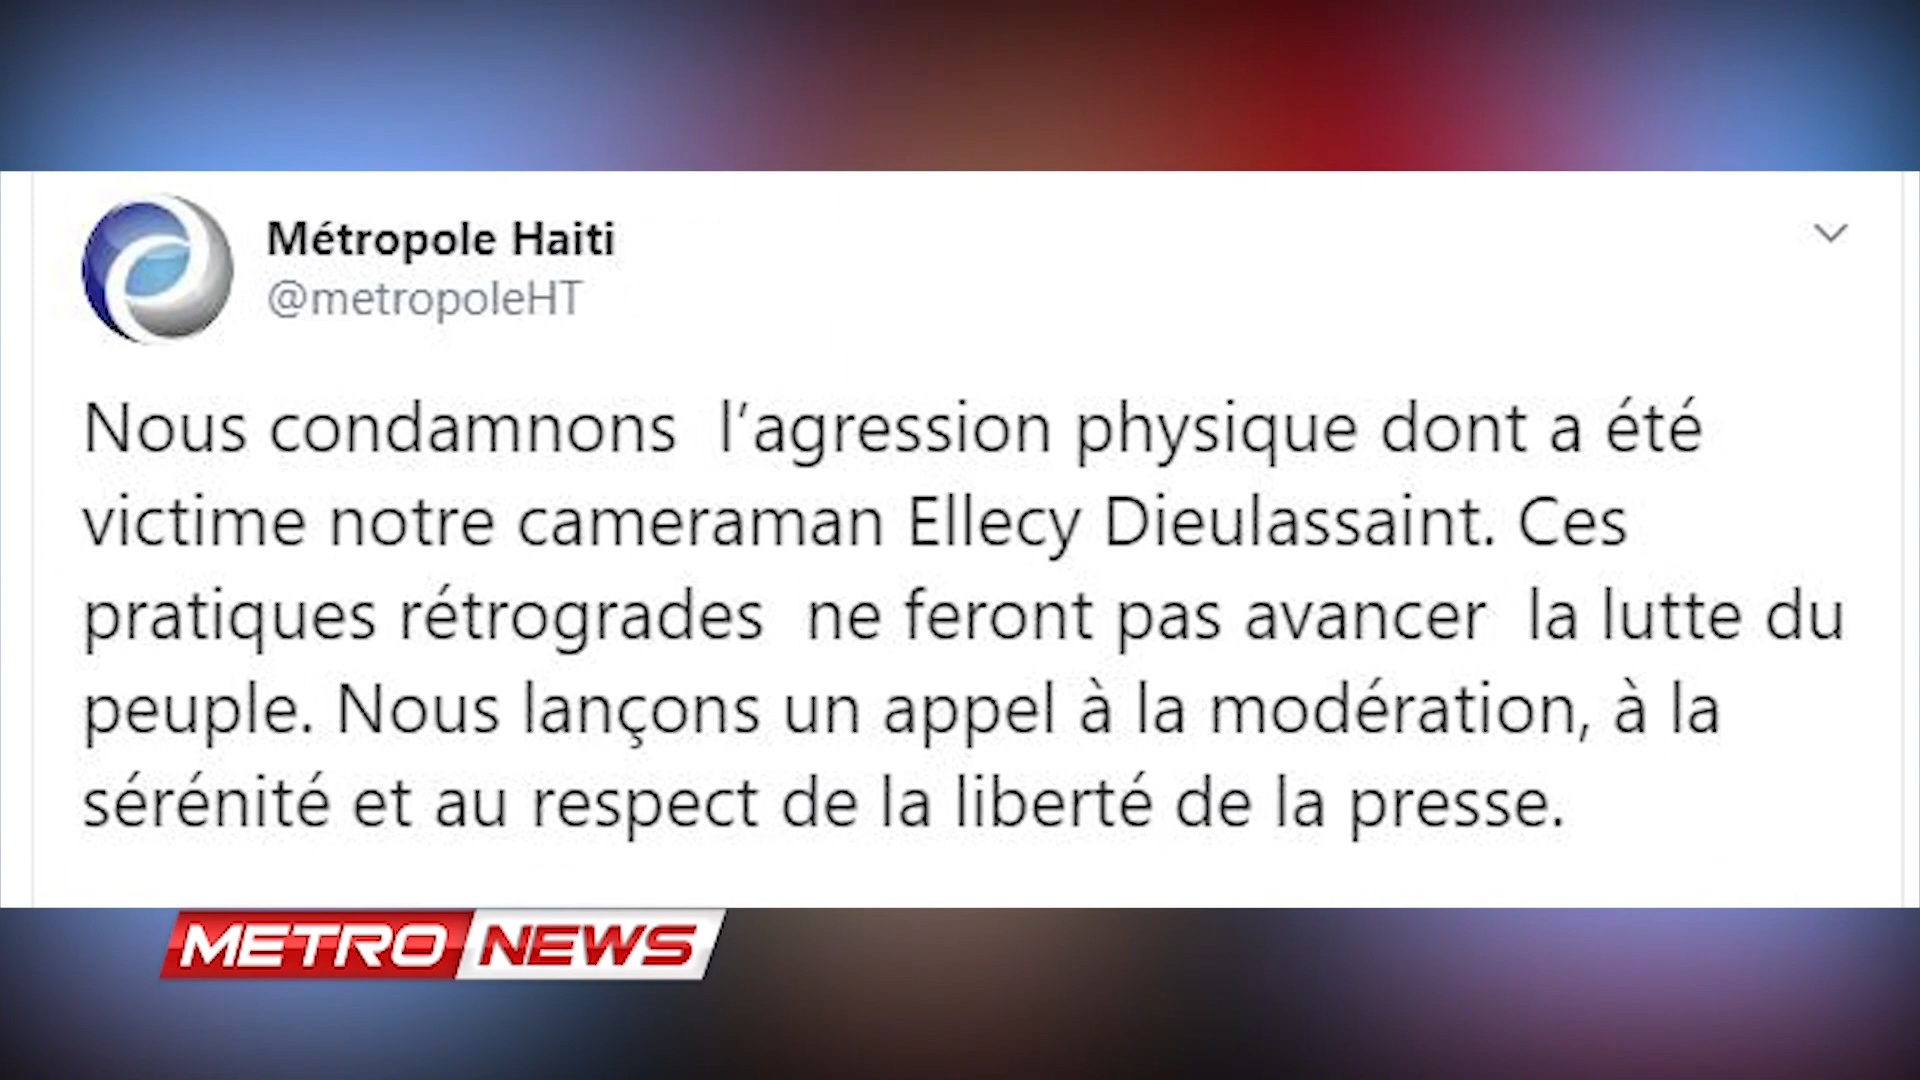 Métropole Haiti
@metropoleHT
Nous condamnons  l’agression physique dont a été
victime notre cameraman Ellecy Dieulassaint. Ces
pratiques rétrogrades  ne feront pas avancer  la lutte du
peuple. Nous lançons un appel à la modération, à la
sérénité et au respect de la liberté de la presse.
METRO NEWS